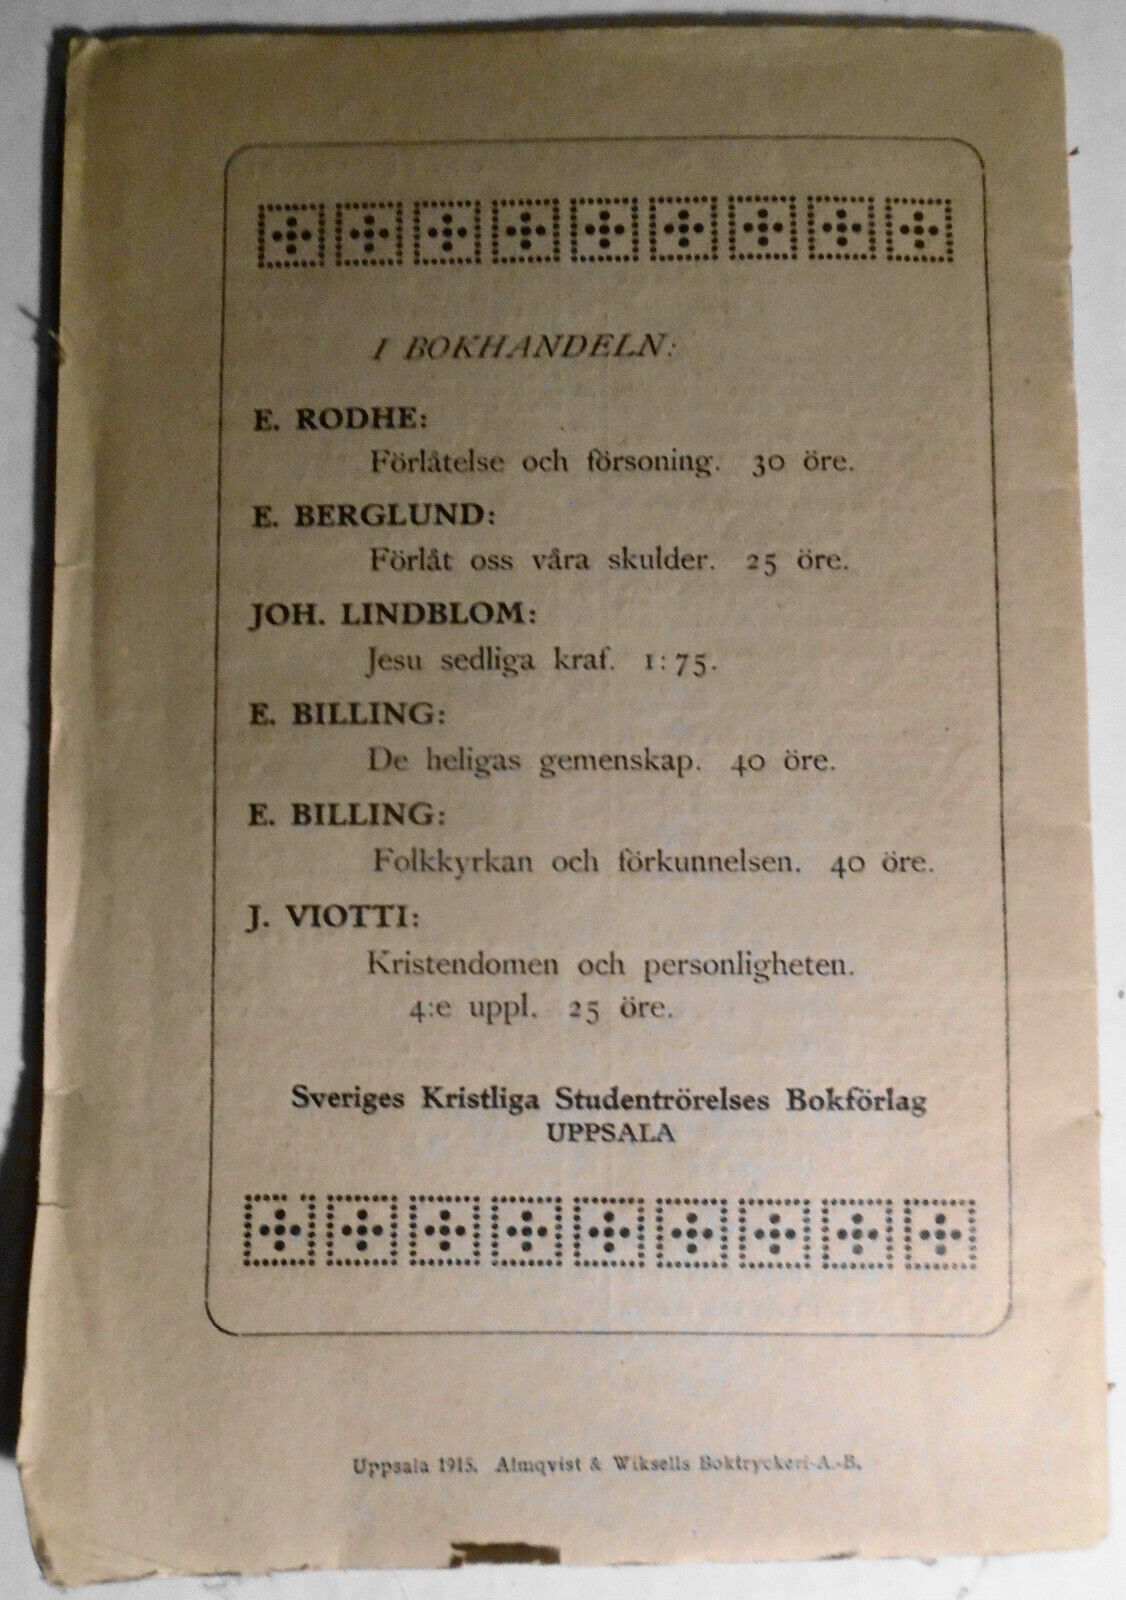 I BOKHANDELN:
E. RODHE:
Förlåtelse och försoning. 30 öre.
E. BERGLUND:
Förlåt oss våra skulder. 25 öre.
JOH. LINDBLOM:
Jesu sedliga kraf. 1:75.
E. BILLING:
De heligas gemenskap. 40 öre.
E. BILLING:
Folkkyrkan och förkunnelsen. 40 öre.
J. VIOTTI:
Kristendomen och personligheten.
4:e uppl. 25 öre.
Sveriges Kristliga Studentrörelses Bokförlag
UPPSALA
Uppsala 1915. Almqvist & Wiksells Boktryckeri-A.-B.